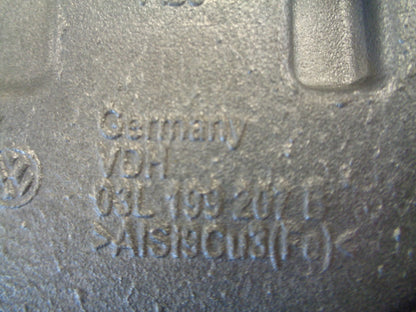 Germany
VDH
03L 199 207
>AlSi9Cu3(Fe)<